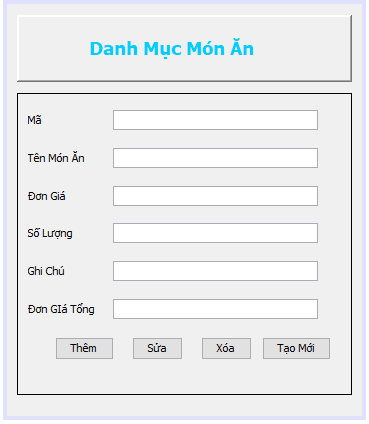 Danh Mục Món Ăn
Mã
Tên Món Ăn
Đơn Giá
Số Lượng
Ghi Chú
Đơn GIá Tổng
Thêm Sửa Xóa Tạo Mới